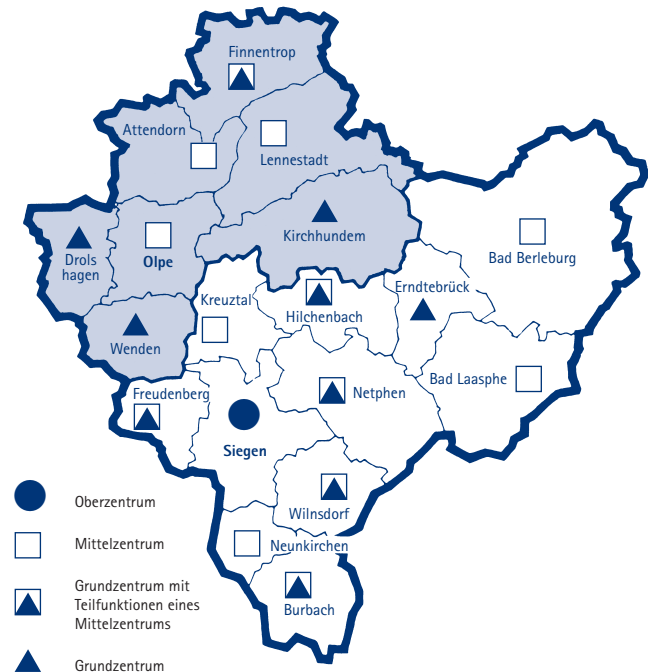 Finnentrop
Attendorn
Lennestadt
Kirchhundem
Drols
hagen
Olpe
Bad Berleburg
Erndtebrück
Kreuztal
Hilchenbach
Wenden
Bad Laasphe
Freudenberg
Netphen
Siegen
Wilnsdorf
Neunkirchen
Burbach
Oberzentrum
Mittelzentrum
Grundzentrum mit
Teilfunktionen eines
Mittelzentrums
Grundzentrum